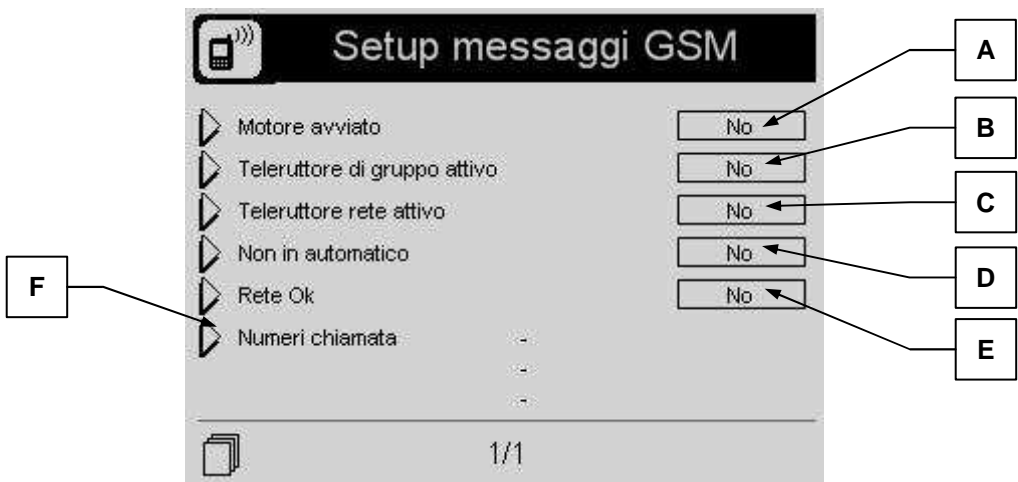 Setup messaggi GSM
A
Motore avviato No
B
Teleruttore di gruppo attivo No
C
Teleruttore rete attivo No
Non in automatico No
D
F
Rete Ok No
Numeri chiamata -
E
-
-
1/1